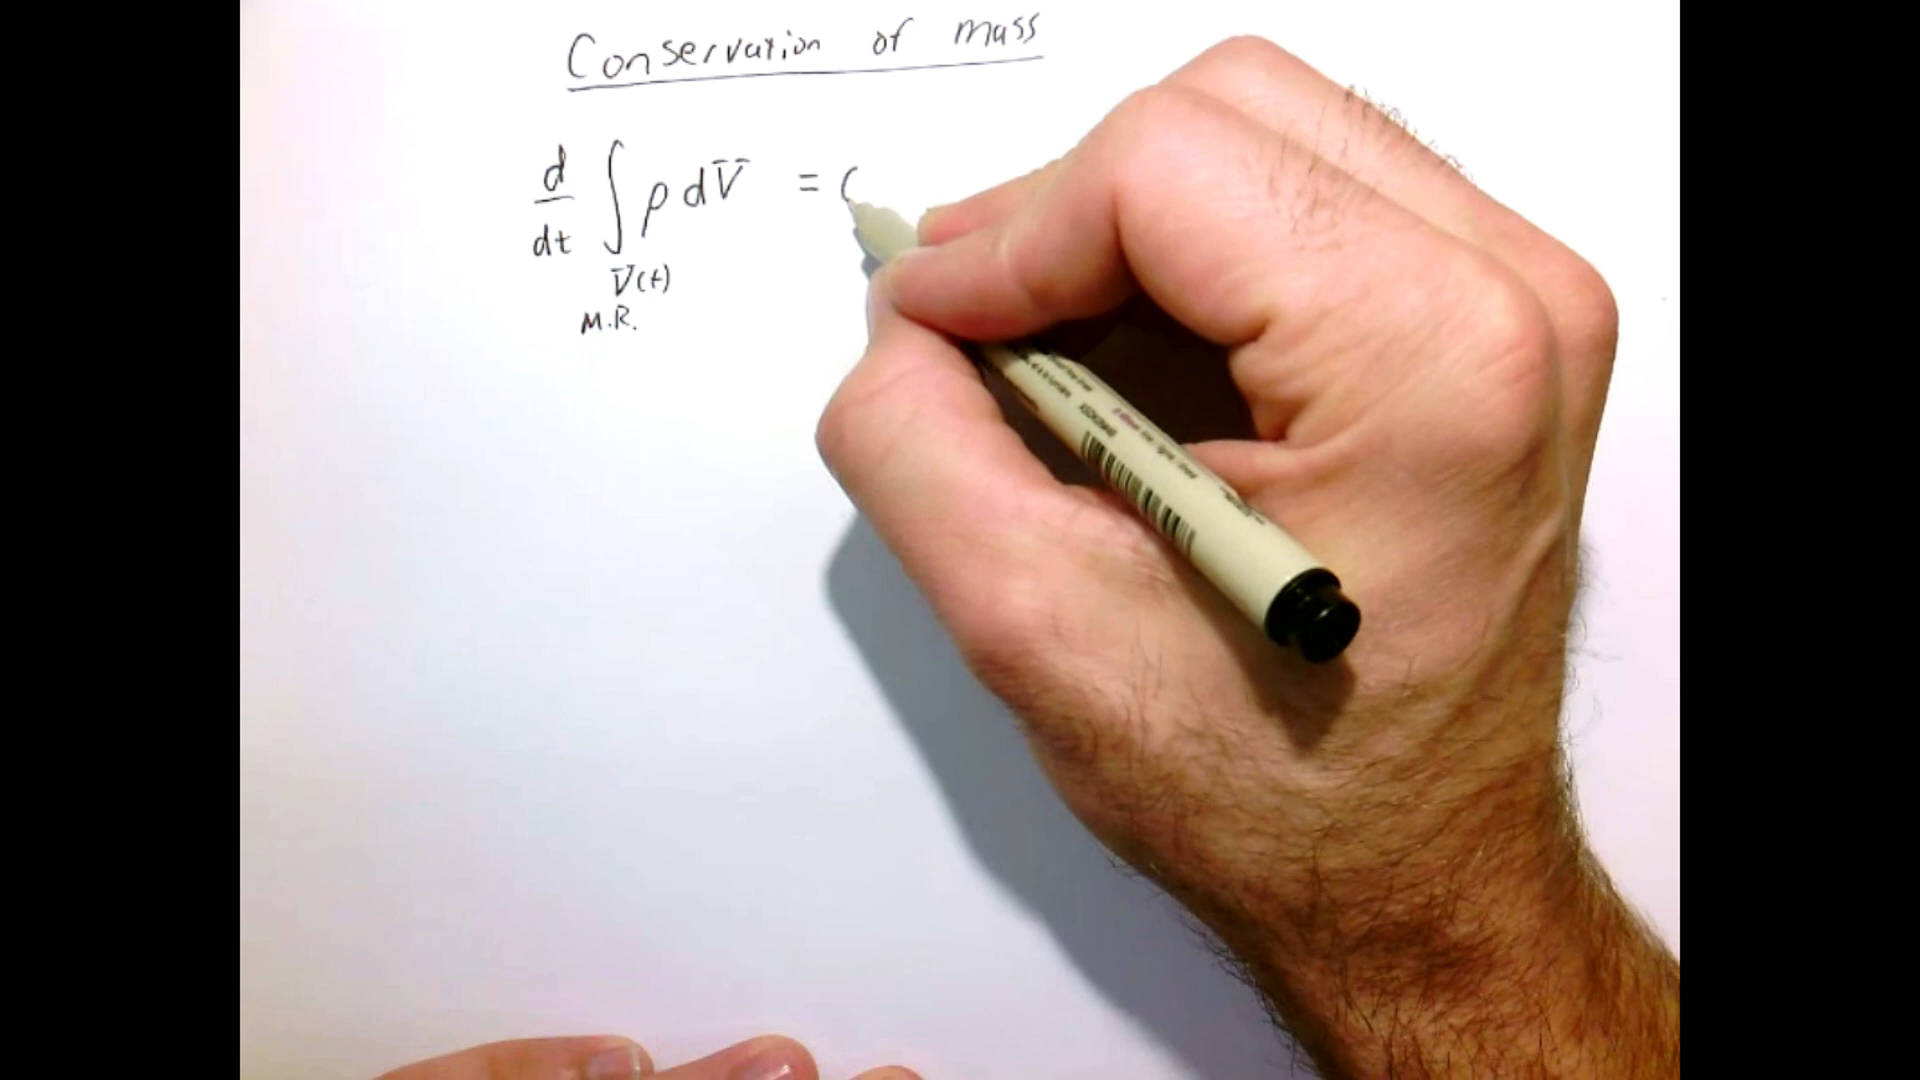 Conservation of mass
d/dt ∫ ρ dV̄ = 0
V̄(t)
M.R.